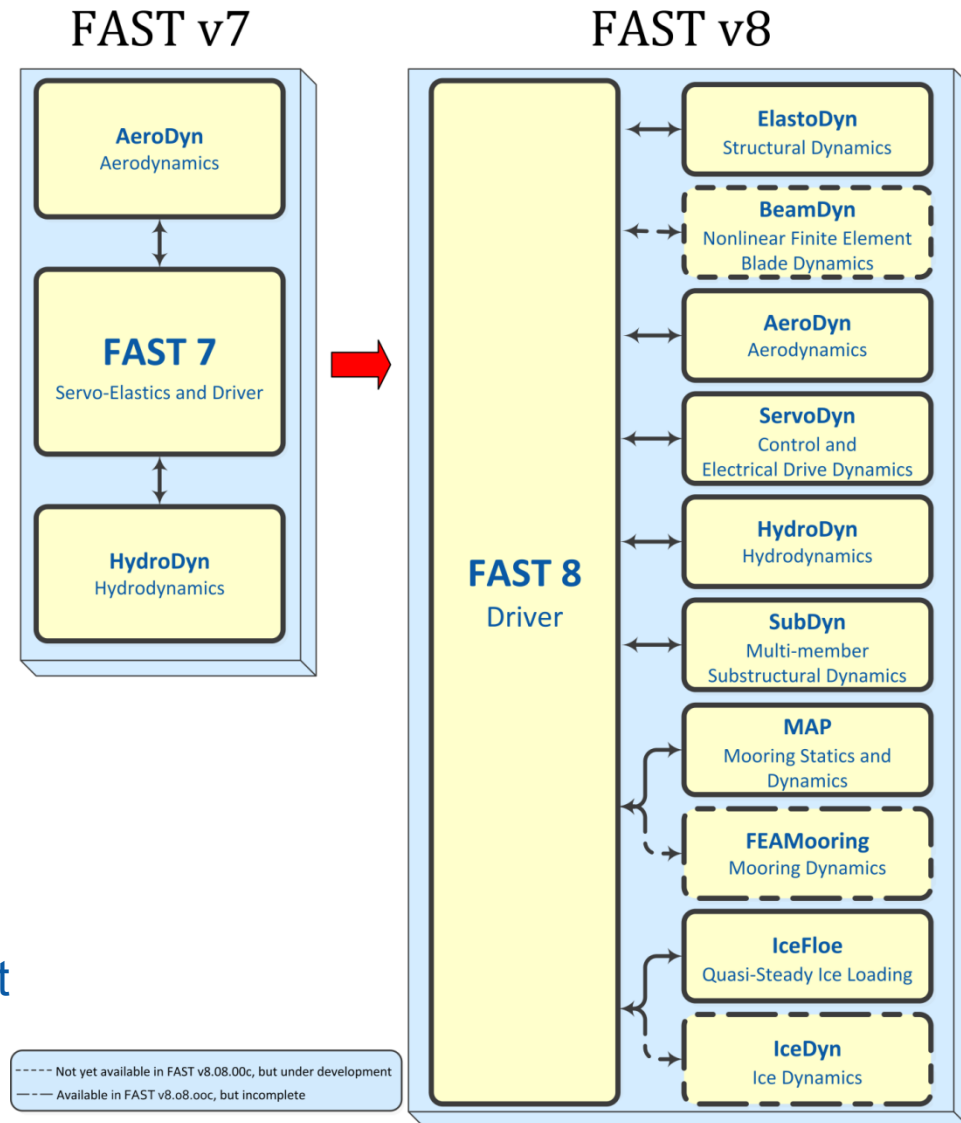 FAST v7
AeroDyn
Aerodynamics
FAST 7
Servo-Elastics and Driver
HydroDyn
Hydrodynamics
FAST v8
FAST 8
Driver
ElastoDyn
Structural Dynamics
BeamDyn
Nonlinear Finite Element
Blade Dynamics
AeroDyn
Aerodynamics
ServoDyn
Control and
Electrical Drive Dynamics
HydroDyn
Hydrodynamics
SubDyn
Multi-member
Substructural Dynamics
MAP
Mooring Statics and
Dynamics
FEAMooring
Mooring Dynamics
IceFloe
Quasi-Steady Ice Loading
IceDyn
Ice Dynamics
t
Not yet available in FAST v8.08.00c, but under development
Available in FAST v8.o8.ooc, but incomplete